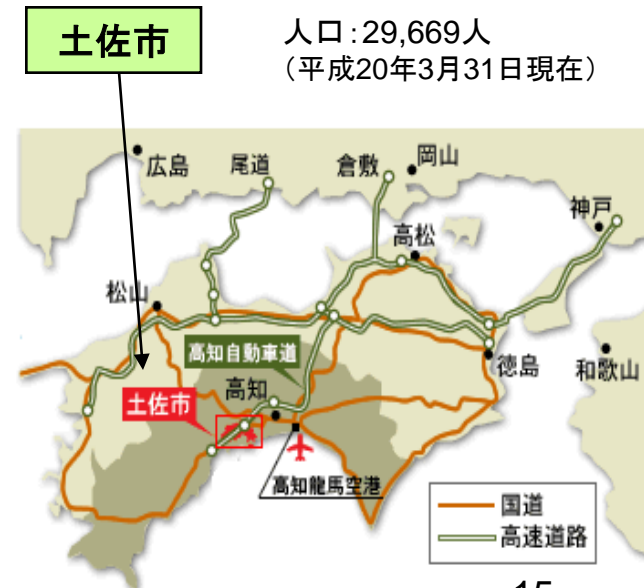 土佐市
人口：29,669人
（平成20年3月31日現在）
広島
尾道
倉敷
岡山
神戸
高松
松山
高知自動車道
徳島
和歌山
高知
土佐市
高知龍馬空港
国道
高速道路